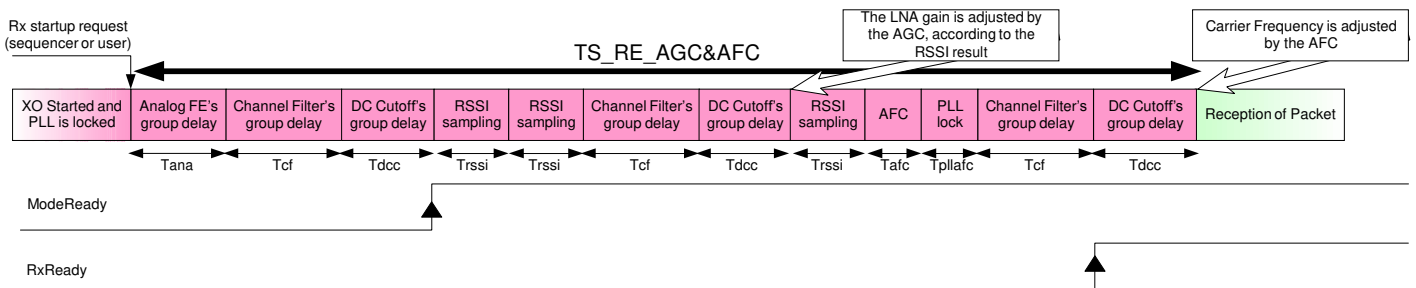 Rx startup request
(sequencer or user)
TS_RE_AGC&AFC
The LNA gain is adjusted by
the AGC, according to the
RSSI result
Carrier Frequency is adjusted
by the AFC
XO Started and
PLL is locked
Analog FE's
group delay
Channel Filter's
group delay
DC Cutoff's
group delay
RSSI
sampling
RSSI
sampling
Channel Filter's
group delay
DC Cutoff's
group delay
RSSI
sampling
AFC
PLL
lock
Channel Filter's
group delay
DC Cutoff's
group delay
Reception of Packet
Tana
Tcf
Tdcc
Trssi
Trssi
Tcf
Tdcc
Trssi
Tafc
Tpllafc
Tcf
Tdcc
ModeReady
RxReady